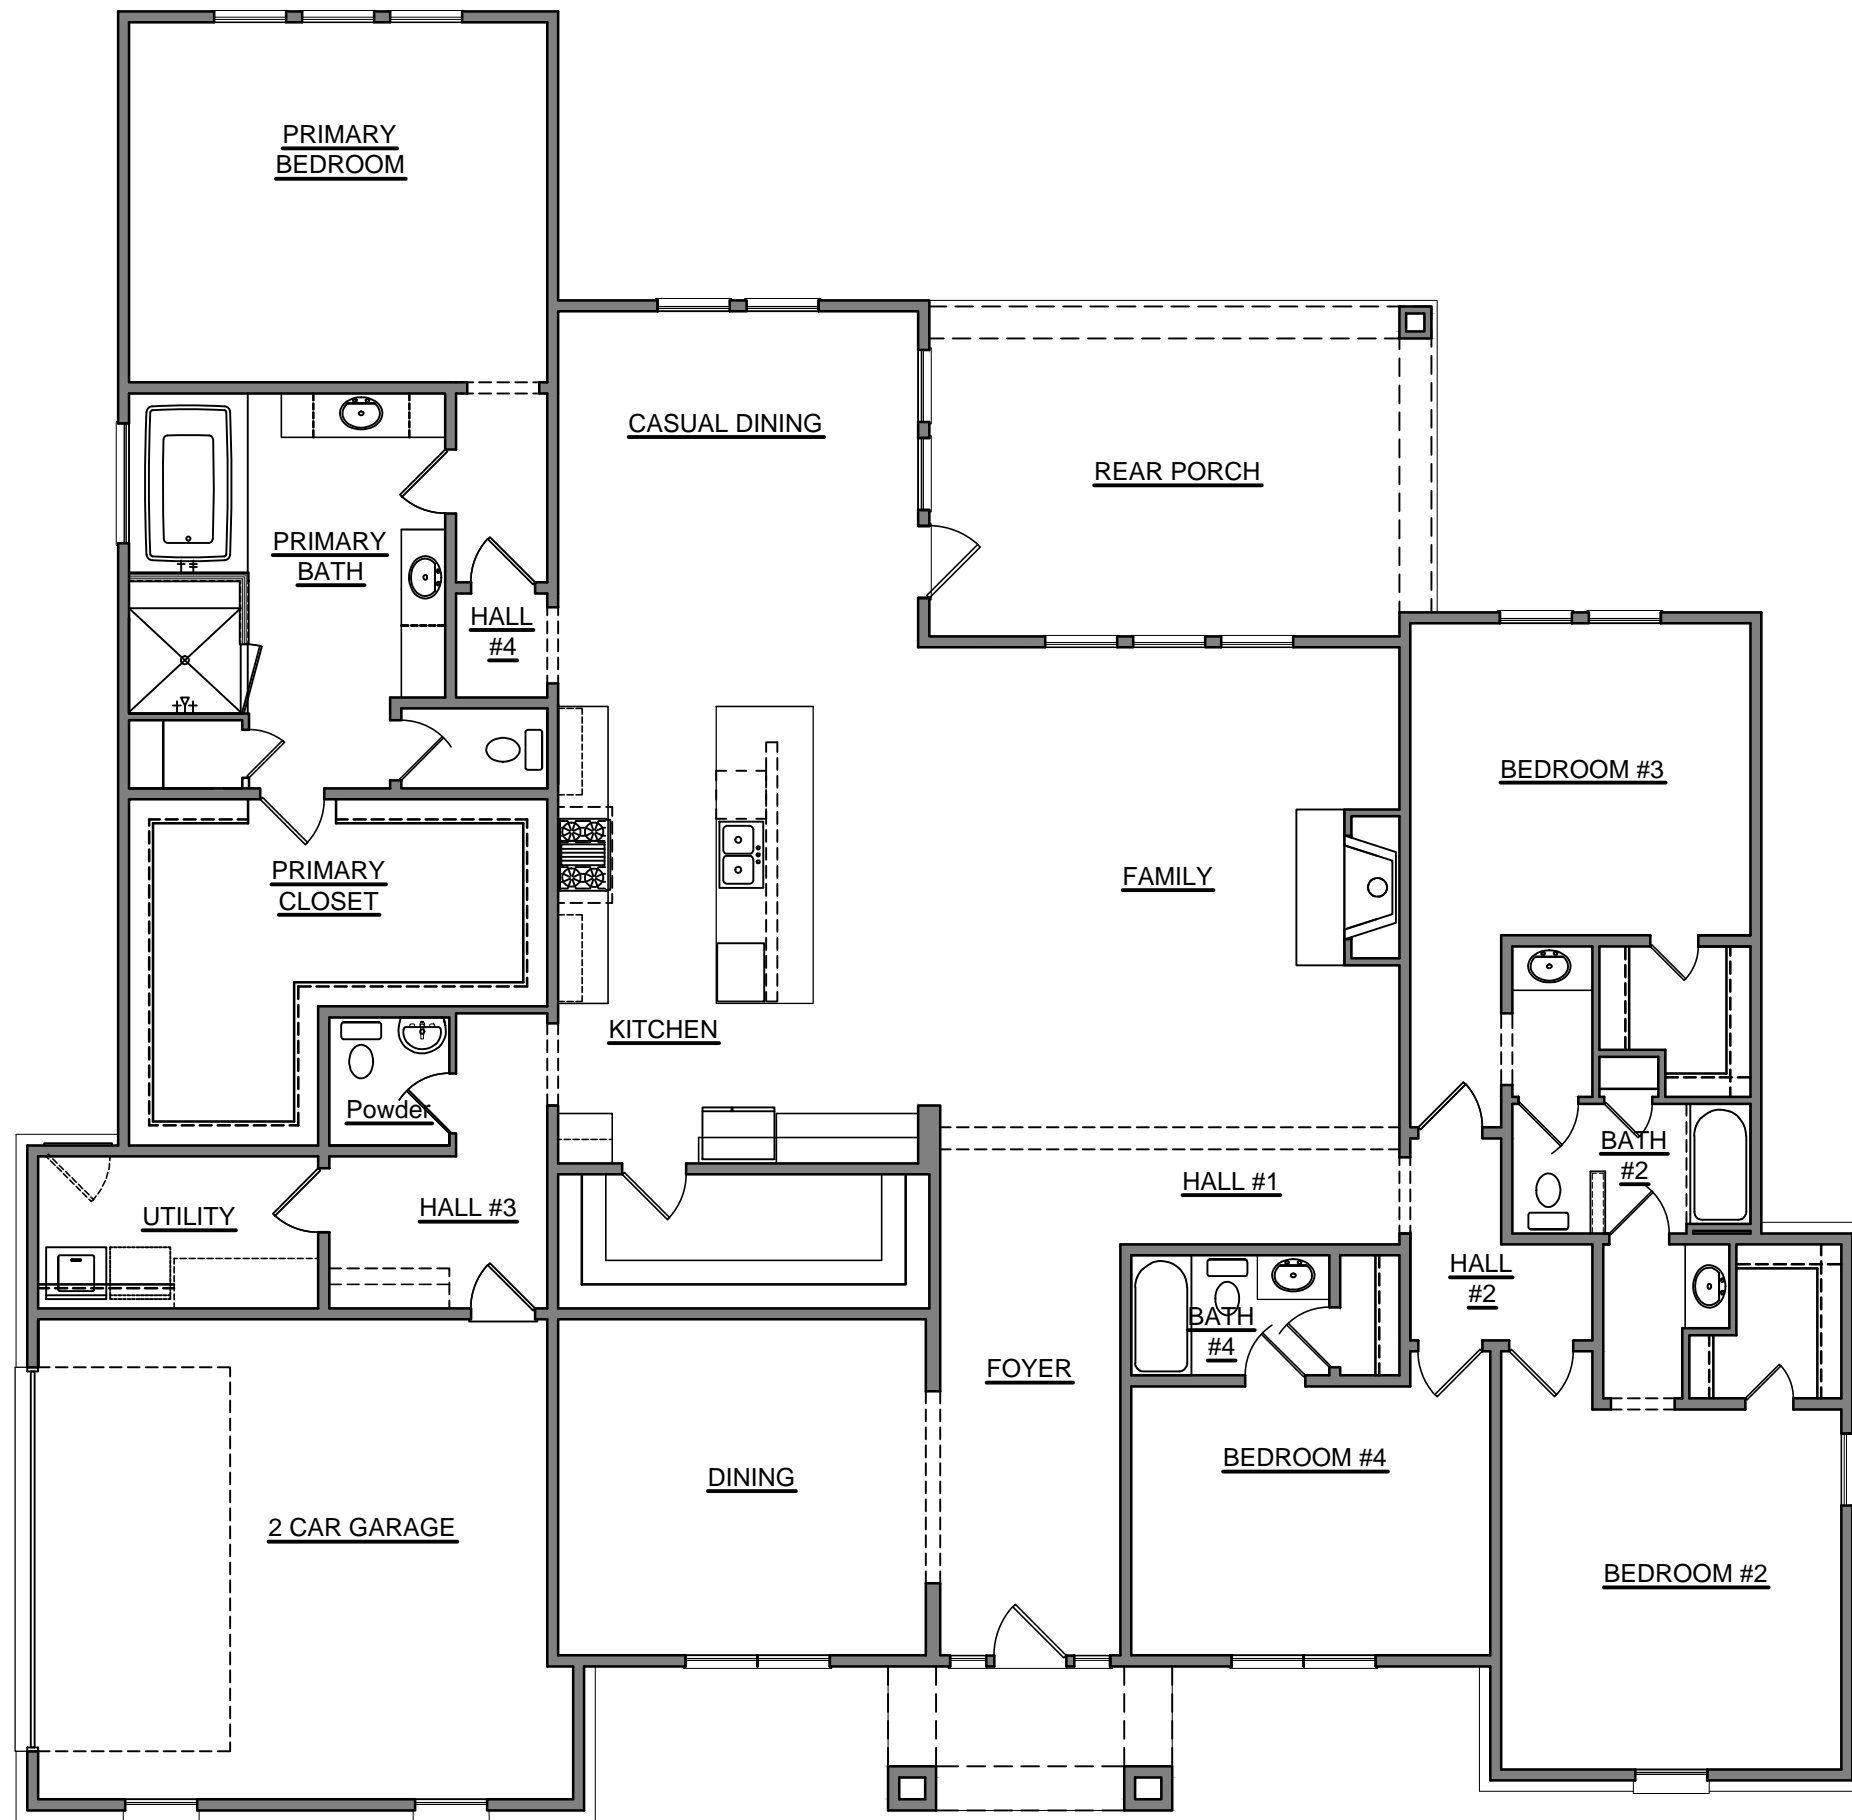 PRIMARY
BEDROOM
CASUAL DINING
REAR PORCH
PRIMARY
BATH
HALL
#4
BEDROOM #3
PRIMARY
CLOSET
FAMILY
KITCHEN
Powder
BATH
#2
HALL #1
UTILITY
HALL #3
HALL
#2
BATH
#4
FOYER
BEDROOM #4
DINING
2 CAR GARAGE
BEDROOM #2